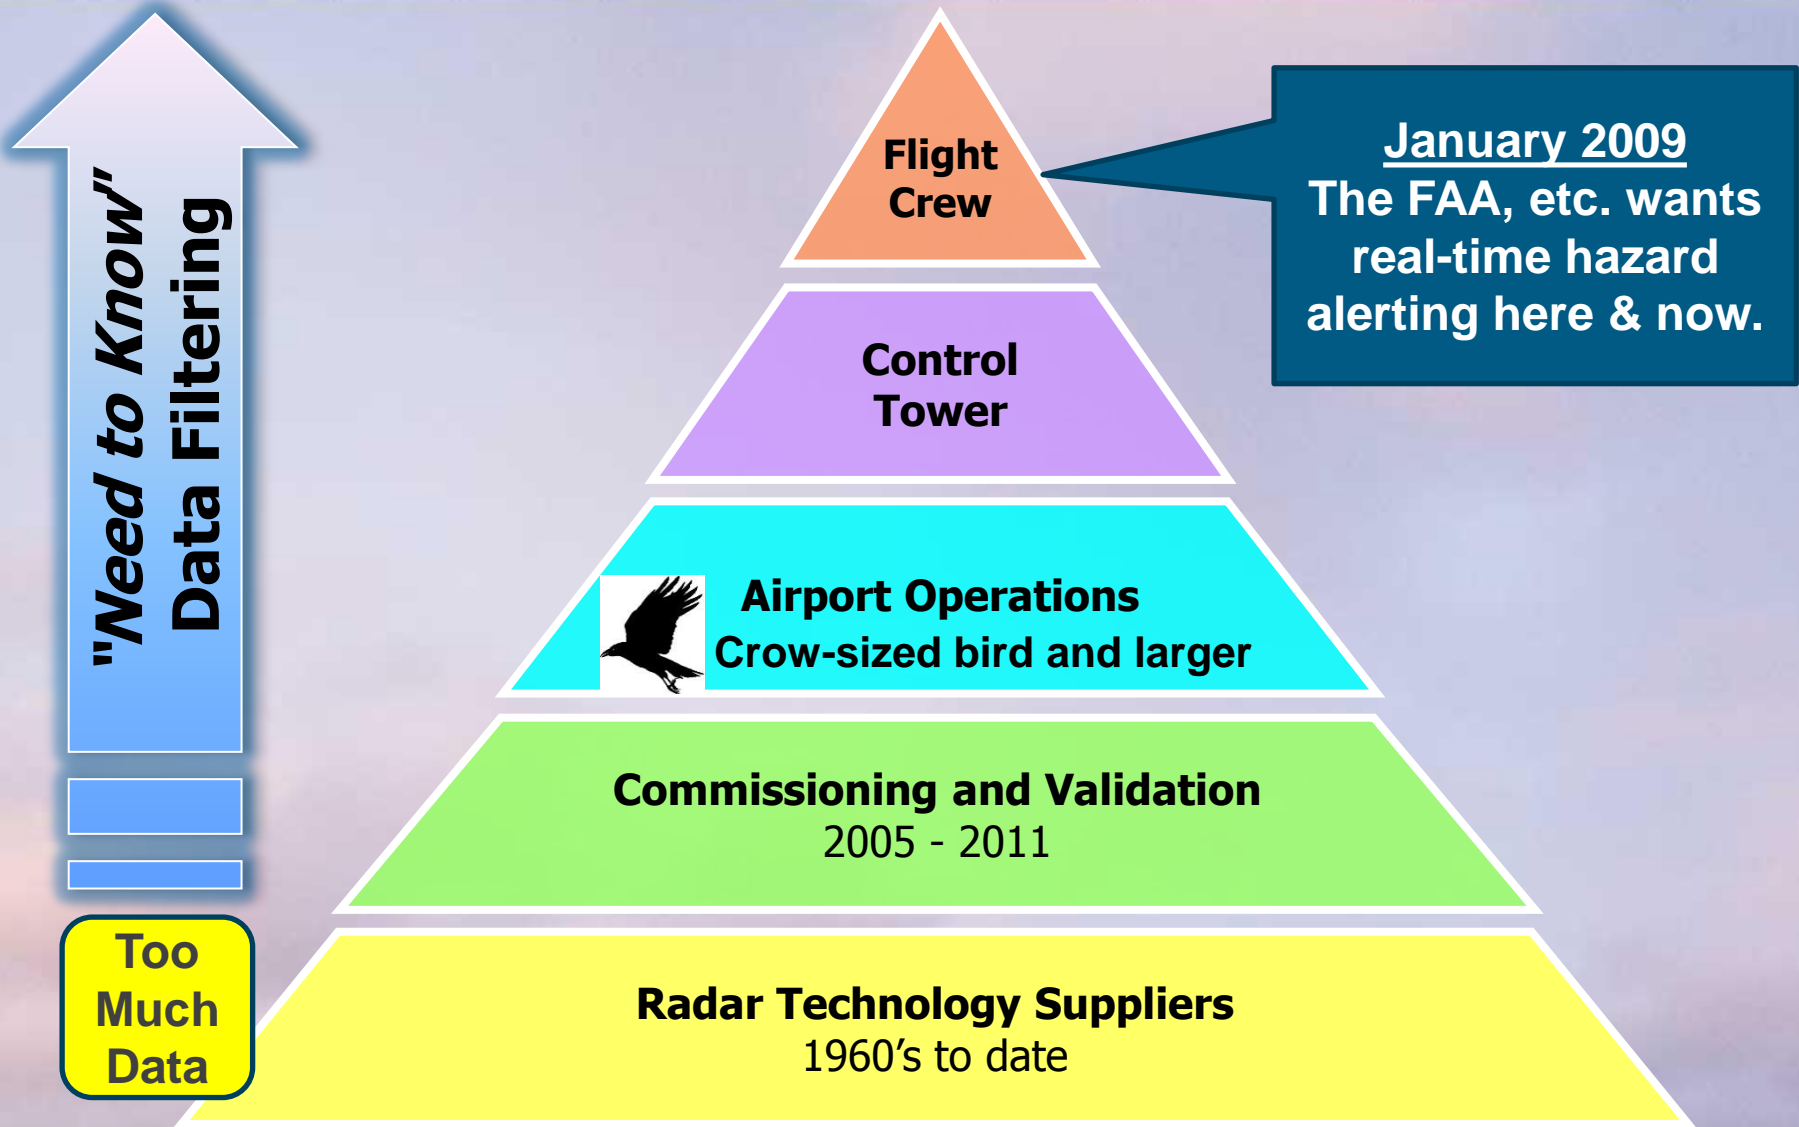 "Need to Know"
Data Filtering
Too
Much
Data
Flight
Crew
January 2009
The FAA, etc. wants
real-time hazard
alerting here & now.
Control
Tower
Airport Operations
Crow-sized bird and larger
Commissioning and Validation
2005 - 2011
Radar Technology Suppliers
1960’s to date